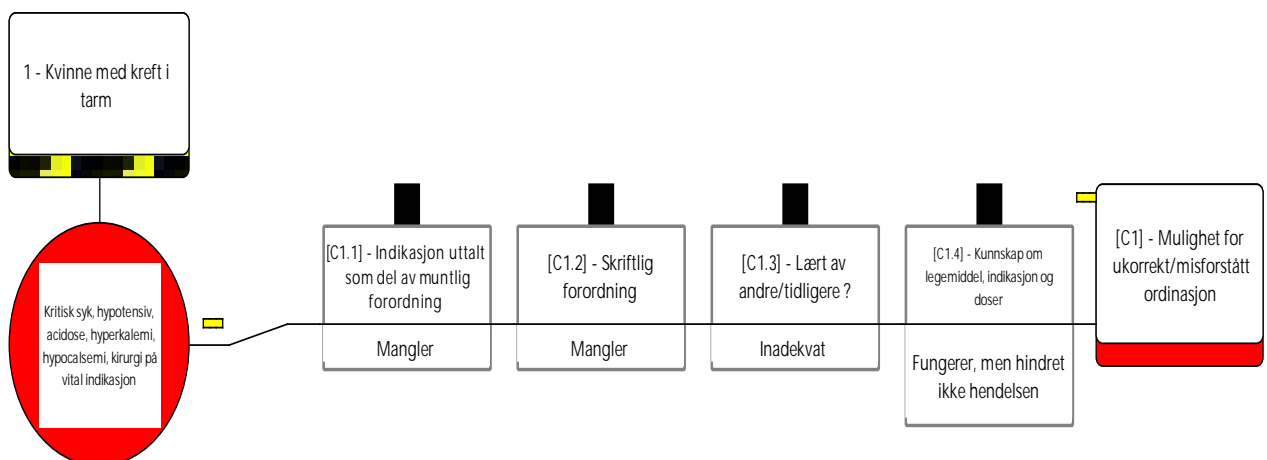 1 - Kvinne med kreft i
tarm
Kritisk syk, hypotensiv,
acidose, hyperkalemi,
hypocalsemi, kirurgi på
vital indikasjon
[C1.1] - Indikasjon uttalt
som del av muntlig
forordning
Mangler
[C1.2] - Skriftlig
forordning
Mangler
[C1.3] - Lært av
andre/tidligere ?
Inadekvat
[C1.4] - Kunnskap om
legemiddel, indikasjon og
doser
Fungerer, men hindret
ikke hendelsen
[C1] - Mulighet for
ukorrekt/misforstått
ordinasjon